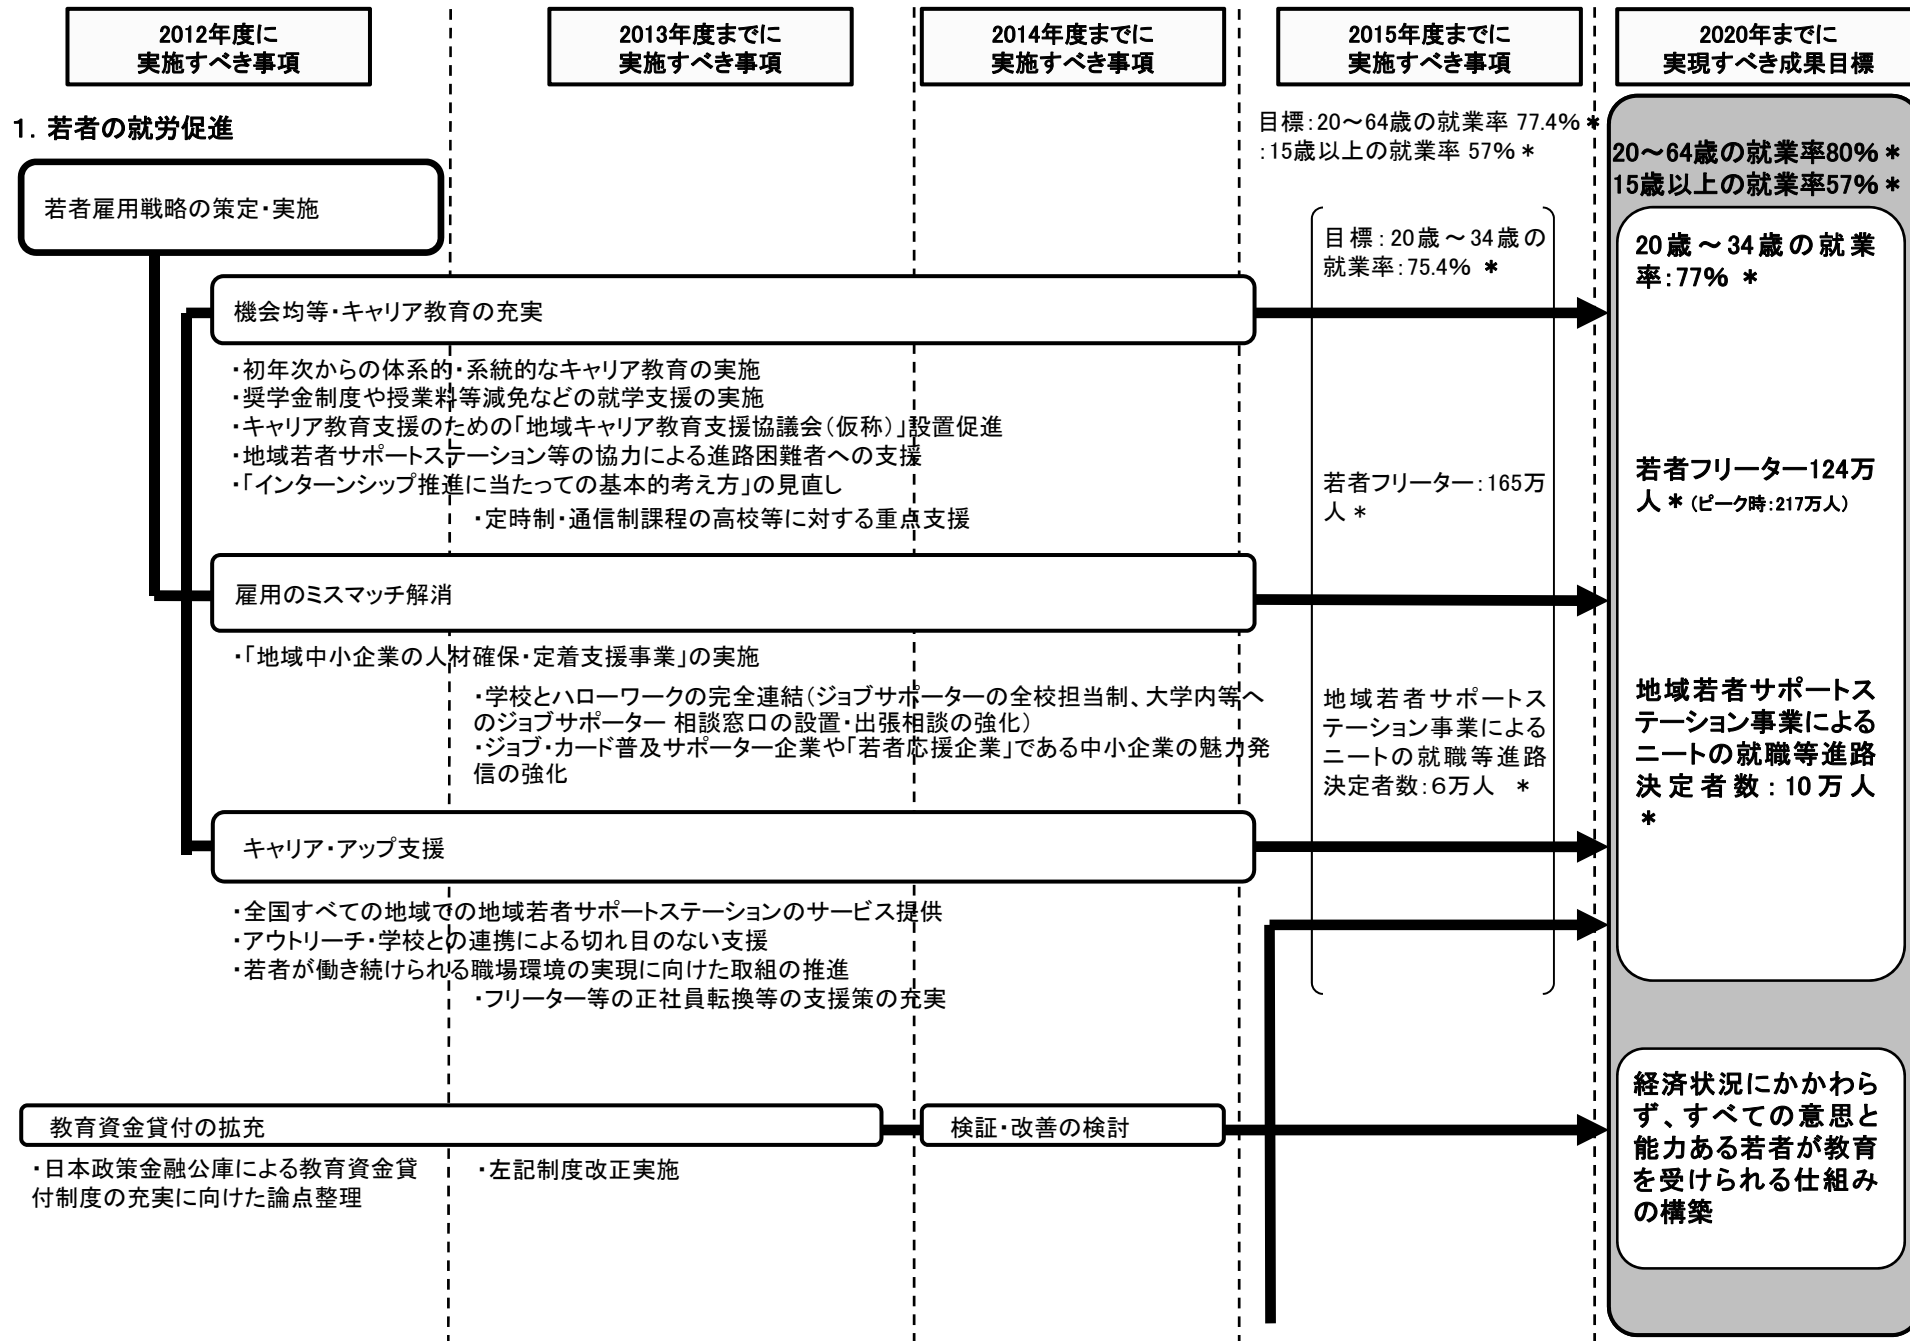 2012年度に
実施すべき事項
2013年度までに
実施すべき事項
2014年度までに
実施すべき事項
2015年度までに
実施すべき事項
2020年までに
実現すべき成果目標
1．若者の就労促進
目標：20～64歳の就業率 77.4%＊
：15歳以上の就業率 57%＊
20～64歳の就業率80%＊
15歳以上の就業率57%＊
若者雇用戦略の策定・実施
目標：20歳～34歳の
就業率：75.4% ＊
20歳～34歳の就業
率：77% ＊
機会均等・キャリア教育の充実
・初年次からの体系的・系統的なキャリア教育の実施
・奨学金制度や授業料等減免などの就学支援の実施
・キャリア教育支援のための「地域キャリア教育支援協議会（仮称）」設置促進
・地域若者サポートステーション等の協力による進路困難者への支援
・「インターンシップ推進に当たっての基本的考え方」の見直し
・定時制・通信制課程の高校等に対する重点支援
若者フリーター：165万
人＊
若者フリーター124万
人＊（ピーク時：217万人）
雇用のミスマッチ解消
・「地域中小企業の人材確保・定着支援事業」の実施
・学校とハローワークの完全連結（ジョブサポーターの全校担当制、大学内等へ
のジョブサポーター 相談窓口の設置・出張相談の強化）
・ジョブ・カード普及サポーター企業や「若者応援企業」である中小企業の魅力発
信の強化
地域若者サポートス
テーション事業による
ニートの就職等進路
決定者数：6万人 ＊
地域若者サポートス
テーション事業による
ニートの就職等進路
決定者数：10万人
＊
キャリア・アップ支援
・全国すべての地域での地域若者サポートステーションのサービス提供
・アウトリーチ・学校との連携による切れ目のない支援
・若者が働き続けられる職場環境の実現に向けた取組の推進
・フリーター等の正社員転換等の支援策の充実
教育資金貸付の拡充
検証・改善の検討
・日本政策金融公庫による教育資金貸
付制度の充実に向けた論点整理
・左記制度改正実施
経済状況にかかわら
ず、すべての意思と
能力ある若者が教育
を受けられる仕組み
の構築